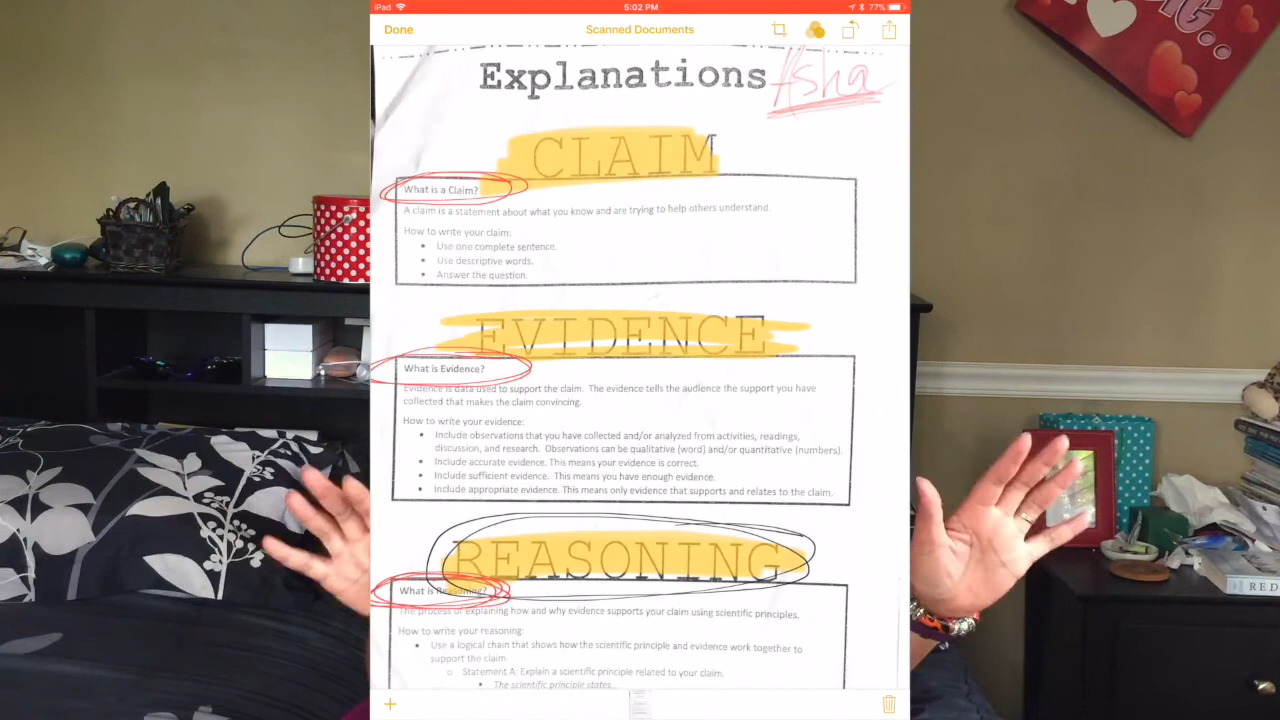 iPad
5:02 PM
77%
Done
Scanned Documents
Explanations
Asha
CLAIM
What is a Claim?
A claim is a statement about what you know and are trying to help others understand.
How to write your claim:
• Use one complete sentence.
• Use descriptive words.
• Answer the question.
EVIDENCE
What is Evidence?
Evidence is data used to support the claim. The evidence tells the audience the support you have
collected that makes the claim convincing.
How to write your evidence:
• Include observations that you have collected and/or analyzed from activities, readings,
discussion, and research. Observations can be qualitative (word) and/or quantitative (numbers).
• Include accurate evidence. This means your evidence is correct.
• Include sufficient evidence. This means you have enough evidence.
• Include appropriate evidence. This means only evidence that supports and relates to the claim.
REASONING
What is Reasoning?
The process of explaining how and why evidence supports your claim using scientific principles.
How to write your reasoning:
• Use a logical chain that shows how the scientific principle and evidence work together to
support the claim.
○ Statement A: Explain a scientific principle related to your claim.
▪ The scientific principle states...
RED